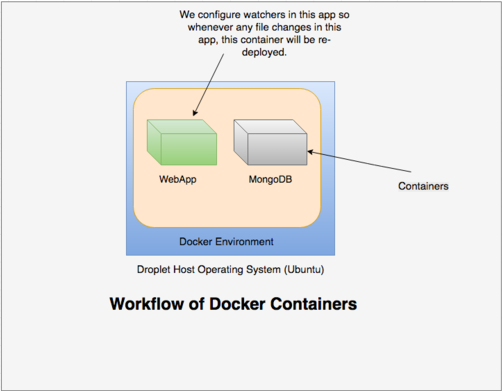 We configure watchers in this app so
whenever any file changes in this
app, this container will be re-
deployed.
WebApp
MongoDB
Containers
Docker Environment
Droplet Host Operating System (Ubuntu)
Workflow of Docker Containers